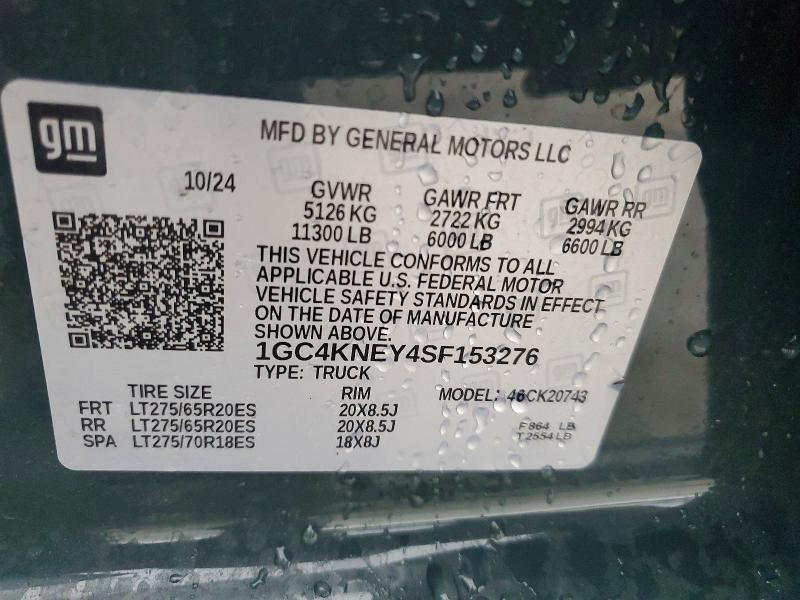 gm
MFD BY GENERAL MOTORS LLC
10/24
GVWR GAWR FRT GAWR RR
5126 KG 2722 KG 2994 KG
11300 LB 6000 LB 6600 LB
THIS VEHICLE CONFORMS TO ALL
APPLICABLE U.S. FEDERAL MOTOR
VEHICLE SAFETY STANDARDS IN EFFECT
ON THE DATE OF MANUFACTURE
SHOWN ABOVE.
1GC4KNEY4SF153276
TYPE: TRUCK
TIRE SIZE RIM MODEL: 46CK20743
FRT LT275/65R20ES 20X8.5J
RR LT275/65R20ES 20X8.5J F864 LB
SPA LT275/70R18ES 18X8J T2554LB